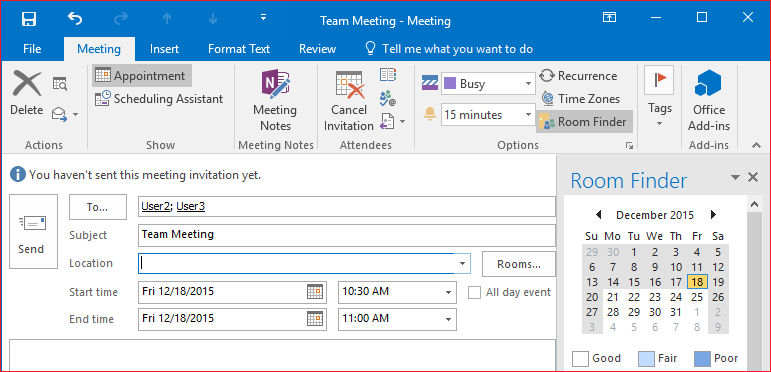 Team Meeting - Meeting
File Meeting Insert Format Text Review Tell me what you want to do
Delete
Actions
Appointment
Scheduling Assistant
Show
N
Meeting
Notes
Meeting Notes
Cancel
Invitation
Attendees
Busy
15 minutes
Recurrence
Time Zones
Room Finder
Options
Tags
Office
Add-ins
Add-ins
You haven't sent this meeting invitation yet.
Send
To... User2; User3
Subject Team Meeting
Location Rooms...
Start time Fri 12/18/2015 10:30 AM All day event
End time Fri 12/18/2015 11:00 AM
Room Finder
December 2015
Su Mo Tu We Th Fr Sa
29 30 1 2 3 4 5
6 7 8 9 10 11 12
13 14 15 16 17 18 19
20 21 22 23 24 25 26
27 28 29 30 31 1 2
3 4 5 6 7 8 9
Good Fair Poor